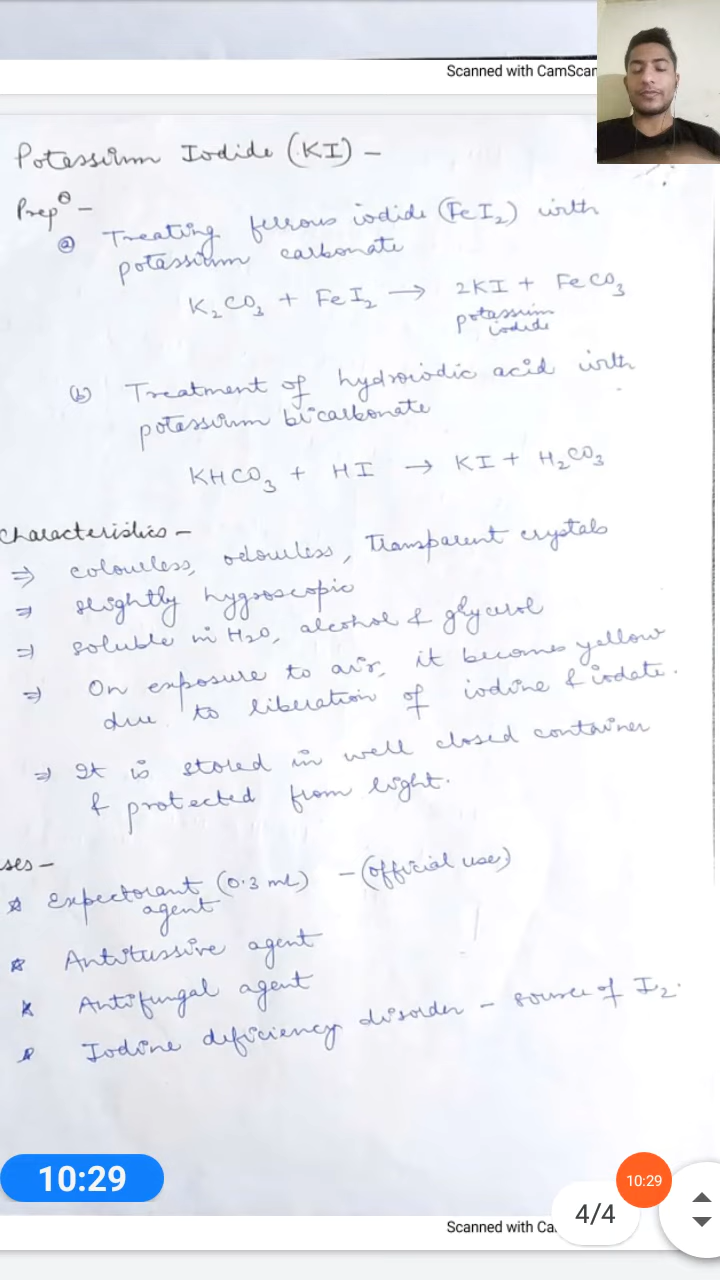 Scanned with CamScan
Potassium Iodide (KI) –
Prepⁿ –
ⓐ Treating ferrous iodide (FeI₂) with
potassium carbonate
K₂CO₃ + FeI₂ → 2KI + FeCO₃
potassium
iodide
(b) Treatment of hydroiodic acid with
potassium bicarbonate
KHCO₃ + HI → KI + H₂CO₃
Characteristics –
⇒ colourless, odourless, Transparent crystals
⇒ slightly hygroscopic
⇒ soluble in H2O, alcohol & glycerol
⇒ On exposure to air, it becomes yellow
due to liberation of iodine & iodate.
⇒ It is stored in well closed container
& protected from light.
ses –
☆ Expectorant (0.3 mL) – (official use)
agent
☆ Antitussive agent
☆ Antifungal agent
☆ Iodine deficiency disorder – source of I₂.
10:29
10:29
4/4
Scanned with Ca